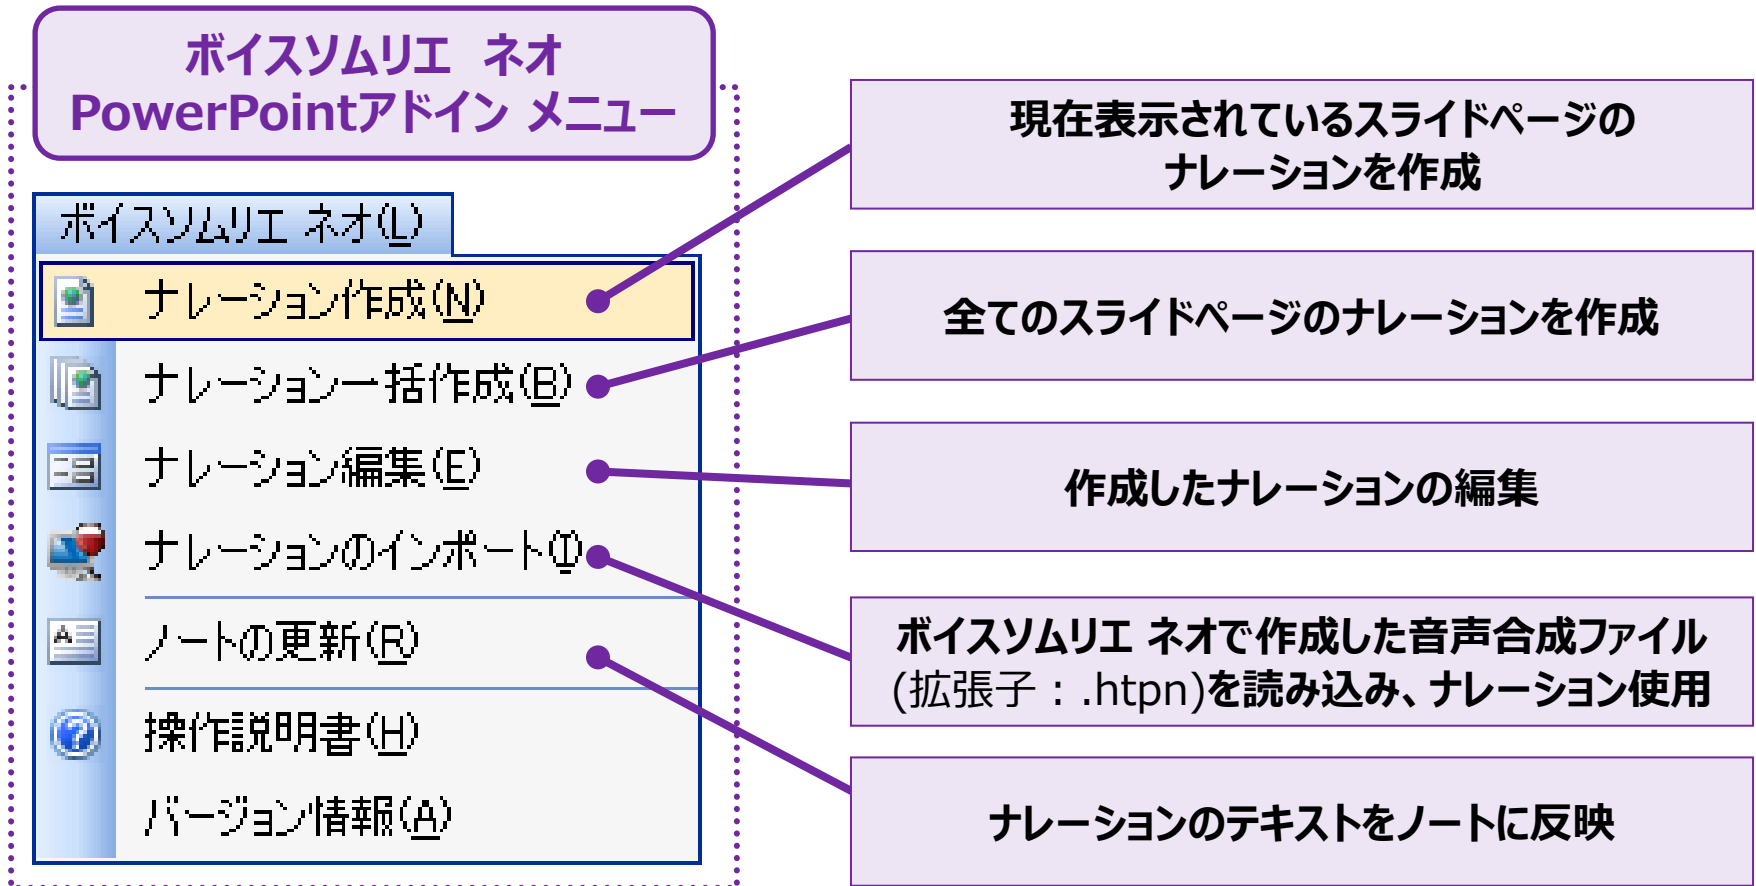 ボイスソムリエ ネオ
PowerPointアドイン メニュー
ボイスソムリエ ネオ(L)
ナレーション作成(N)
ナレーション一括作成(B)
ナレーション編集(E)
ナレーションのインポート(I)
ノートの更新(R)
操作説明書(H)
バージョン情報(A)
現在表示されているスライドページの
ナレーションを作成
全てのスライドページのナレーションを作成
作成したナレーションの編集
ボイスソムリエ ネオで作成した音声合成ファイル
(拡張子：.htpn)を読み込み、ナレーション使用
ナレーションのテキストをノートに反映